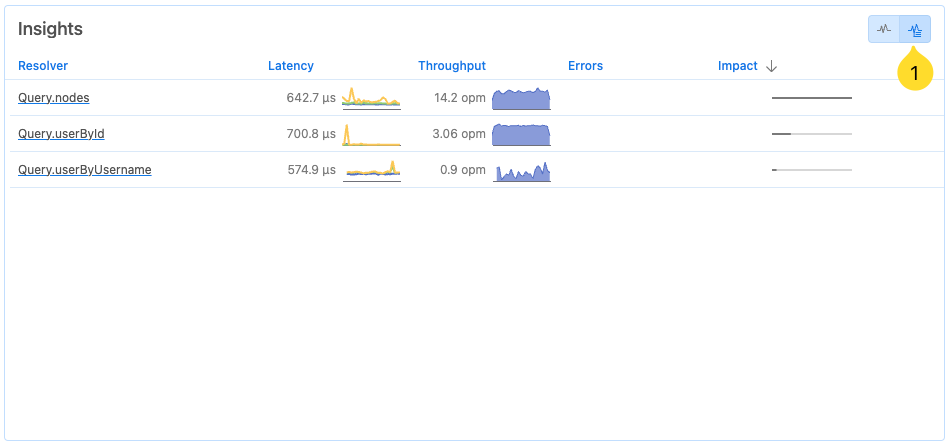 Insights
1
Resolver Latency Throughput Errors Impact
Query.nodes 642.7 µs 14.2 opm
Query.userById 700.8 µs 3.06 opm
Query.userByUsername 574.9 µs 0.9 opm